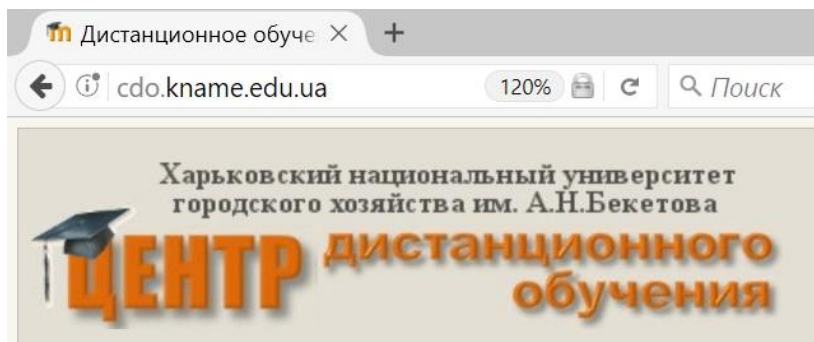 Дистанционное обуче
cdo.kname.edu.ua 120% Поиск
Харьковский национальный университет
городского хозяйства им. А.Н.Бекетова
ЦЕНТР дистанционного
обучения